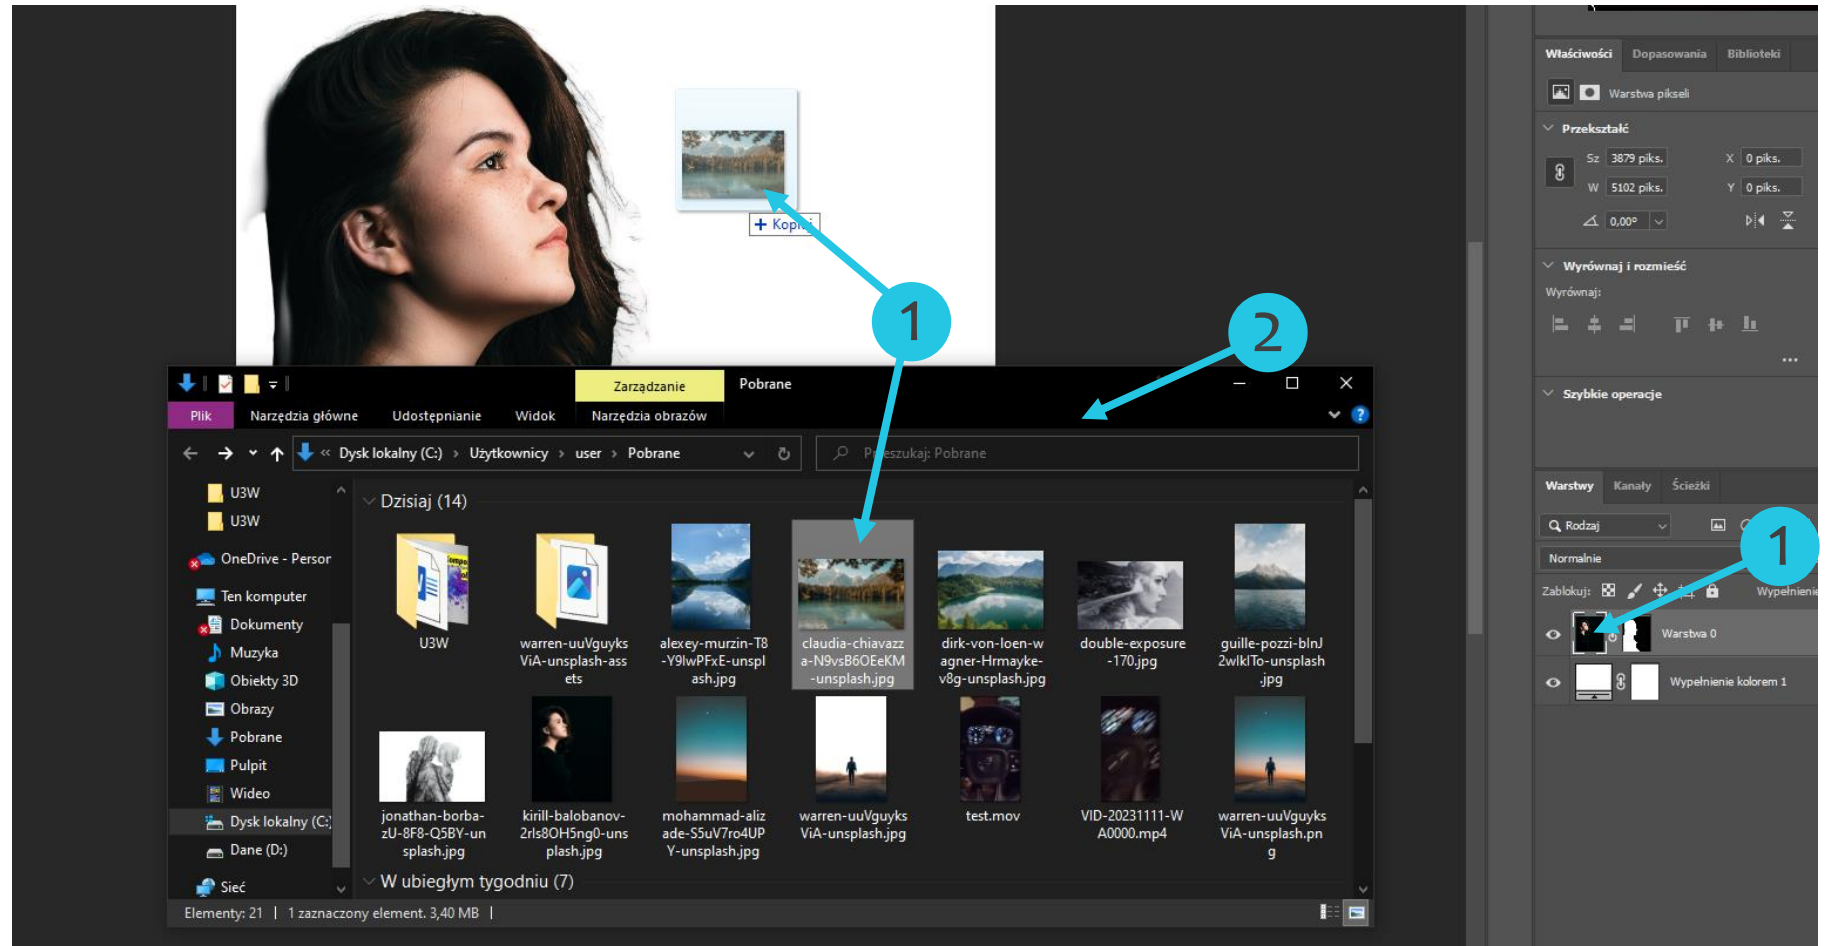 Właściwości Dopasowania Biblioteki
Warstwa pikseli
Przekształć
Sz 3879 piks. X 0 piks.
W 5102 piks. Y 0 piks.
0,00°
Wyrównaj i rozmieść
Wyrównaj:
Szybkie operacje
Warstwy Kanały Ścieżki
Rodzaj
Normalnie
Zablokuj: Wypełnienie
Warstwa 0
Wypełnienie kolorem 1
+ Kopiuj
1
2
1
Zarządzanie Pobrane
Plik Narzędzia główne Udostępnianie Widok Narzędzia obrazów
« Dysk lokalny (C:) › Użytkownicy › user › Pobrane
Przeszukaj: Pobrane
U3W
U3W
OneDrive - Person
Ten komputer
Dokumenty
Muzyka
Obiekty 3D
Obrazy
Pobrane
Pulpit
Wideo
Dysk lokalny (C:)
Dane (D:)
Sieć
Dzisiaj (14)
U3W
warren-uuVguyks
ViA-unsplash-ass
ets
alexey-murzin-T8
-Y9lwPFxE-unspl
ash.jpg
claudia-chiavazz
a-N9vsB6OEeKM
-unsplash.jpg
dirk-von-loen-w
agner-Hrmayke-
v8g-unsplash.jpg
double-exposure
-170.jpg
guille-pozzi-bInJ
2wlklTo-unsplash
.jpg
jonathan-borba-
zU-8F8-Q5BY-un
splash.jpg
kirill-balobanov-
2rIs8OH5ng0-uns
plash.jpg
mohammad-aliz
ade-S5uV7ro4UP
Y-unsplash.jpg
warren-uuVguyks
ViA-unsplash.jpg
test.mov
VID-20231111-W
A0000.mp4
warren-uuVguyks
ViA-unsplash.pn
g
W ubiegłym tygodniu (7)
Elementy: 21 | 1 zaznaczony element. 3,40 MB |